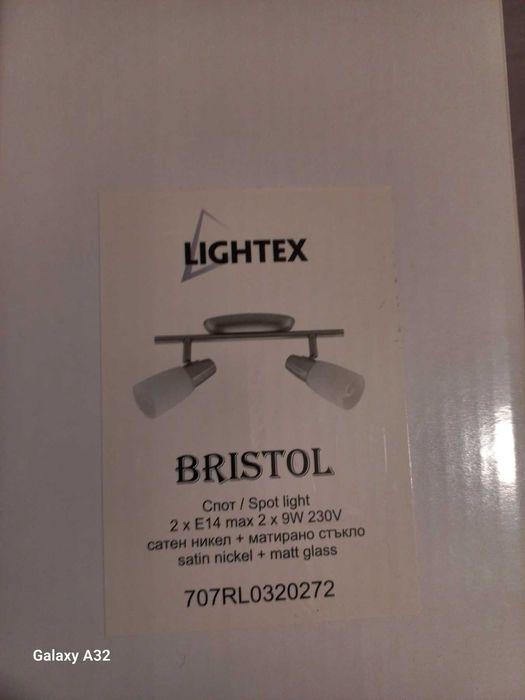 LIGHTEX
BRISTOL
Спот / Spot light
2 x E14 max 2 x 9W 230V
сатен никел + матирано стъкло
satin nickel + matt glass
707RL0320272
Galaxy A32